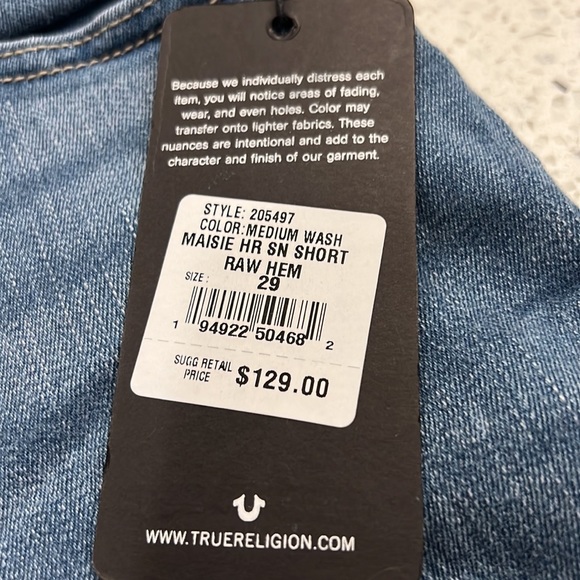 Because we individually distress each
item, you will notice areas of fading,
wear, and even holes. Color may
transfer onto lighter fabrics. These
nuances are intentional and add to the
character and finish of our garment.
STYLE: 205497
COLOR:MEDIUM WASH
MAISIE HR SN SHORT
RAW HEM
SIZE: 29
1 94922 50468 2
SUGG RETAIL
PRICE $129.00
WWW.TRUERELIGION.COM